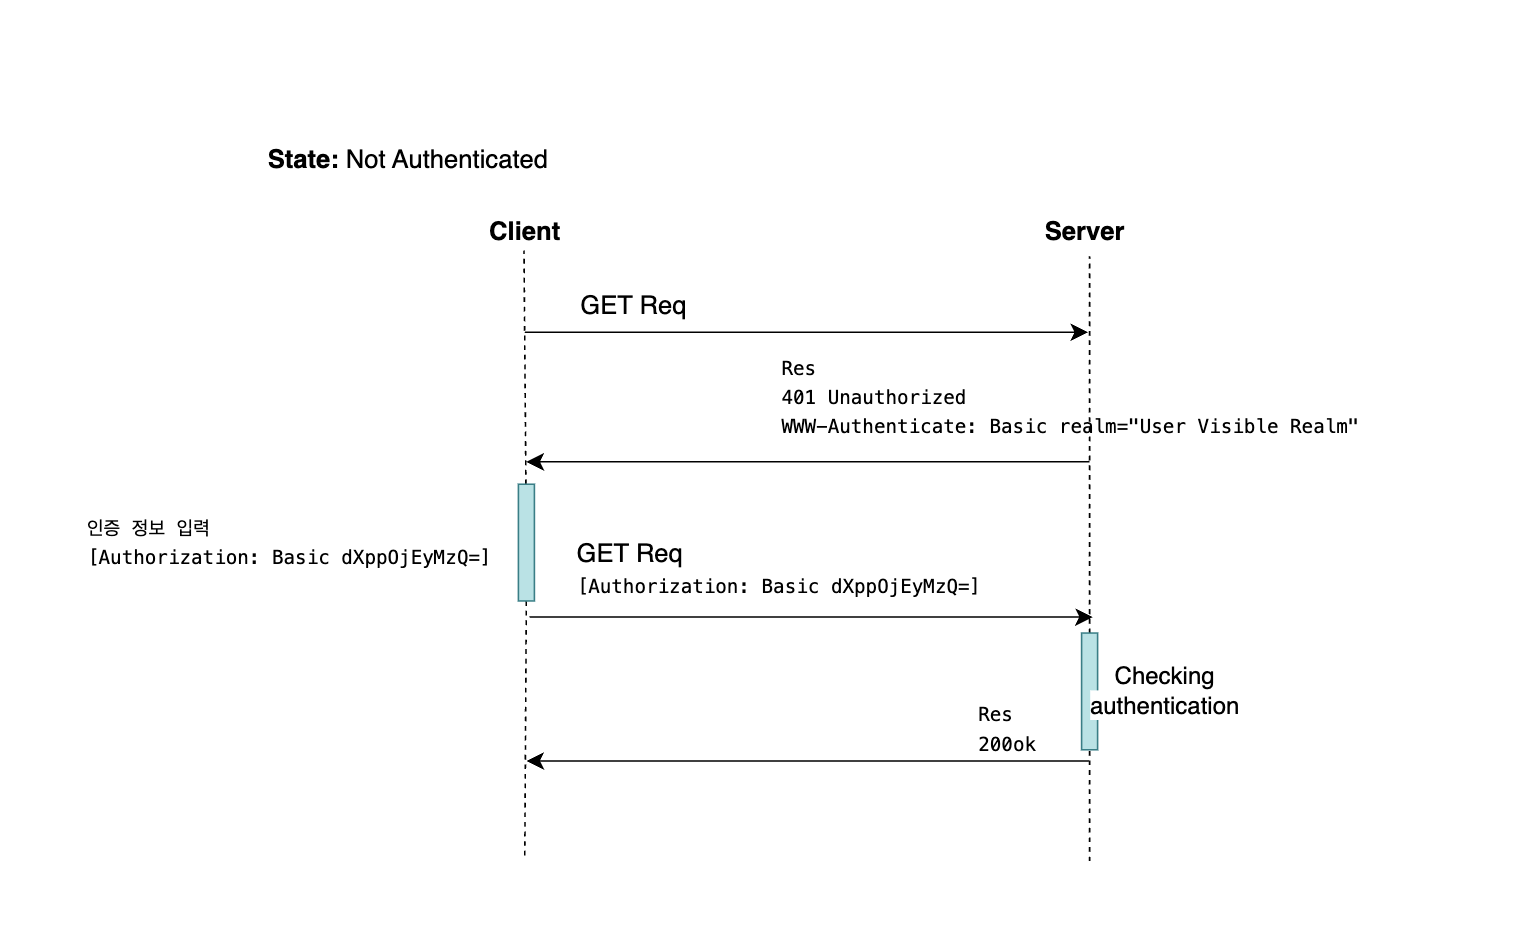 State: Not Authenticated
Client
Server
GET Req
Res
401 Unauthorized
WWW-Authenticate: Basic realm="User Visible Realm"
인증 정보 입력
[Authorization: Basic dXppOjEyMzQ=]
GET Req
[Authorization: Basic dXppOjEyMzQ=]
Checking
authentication
Res
200ok